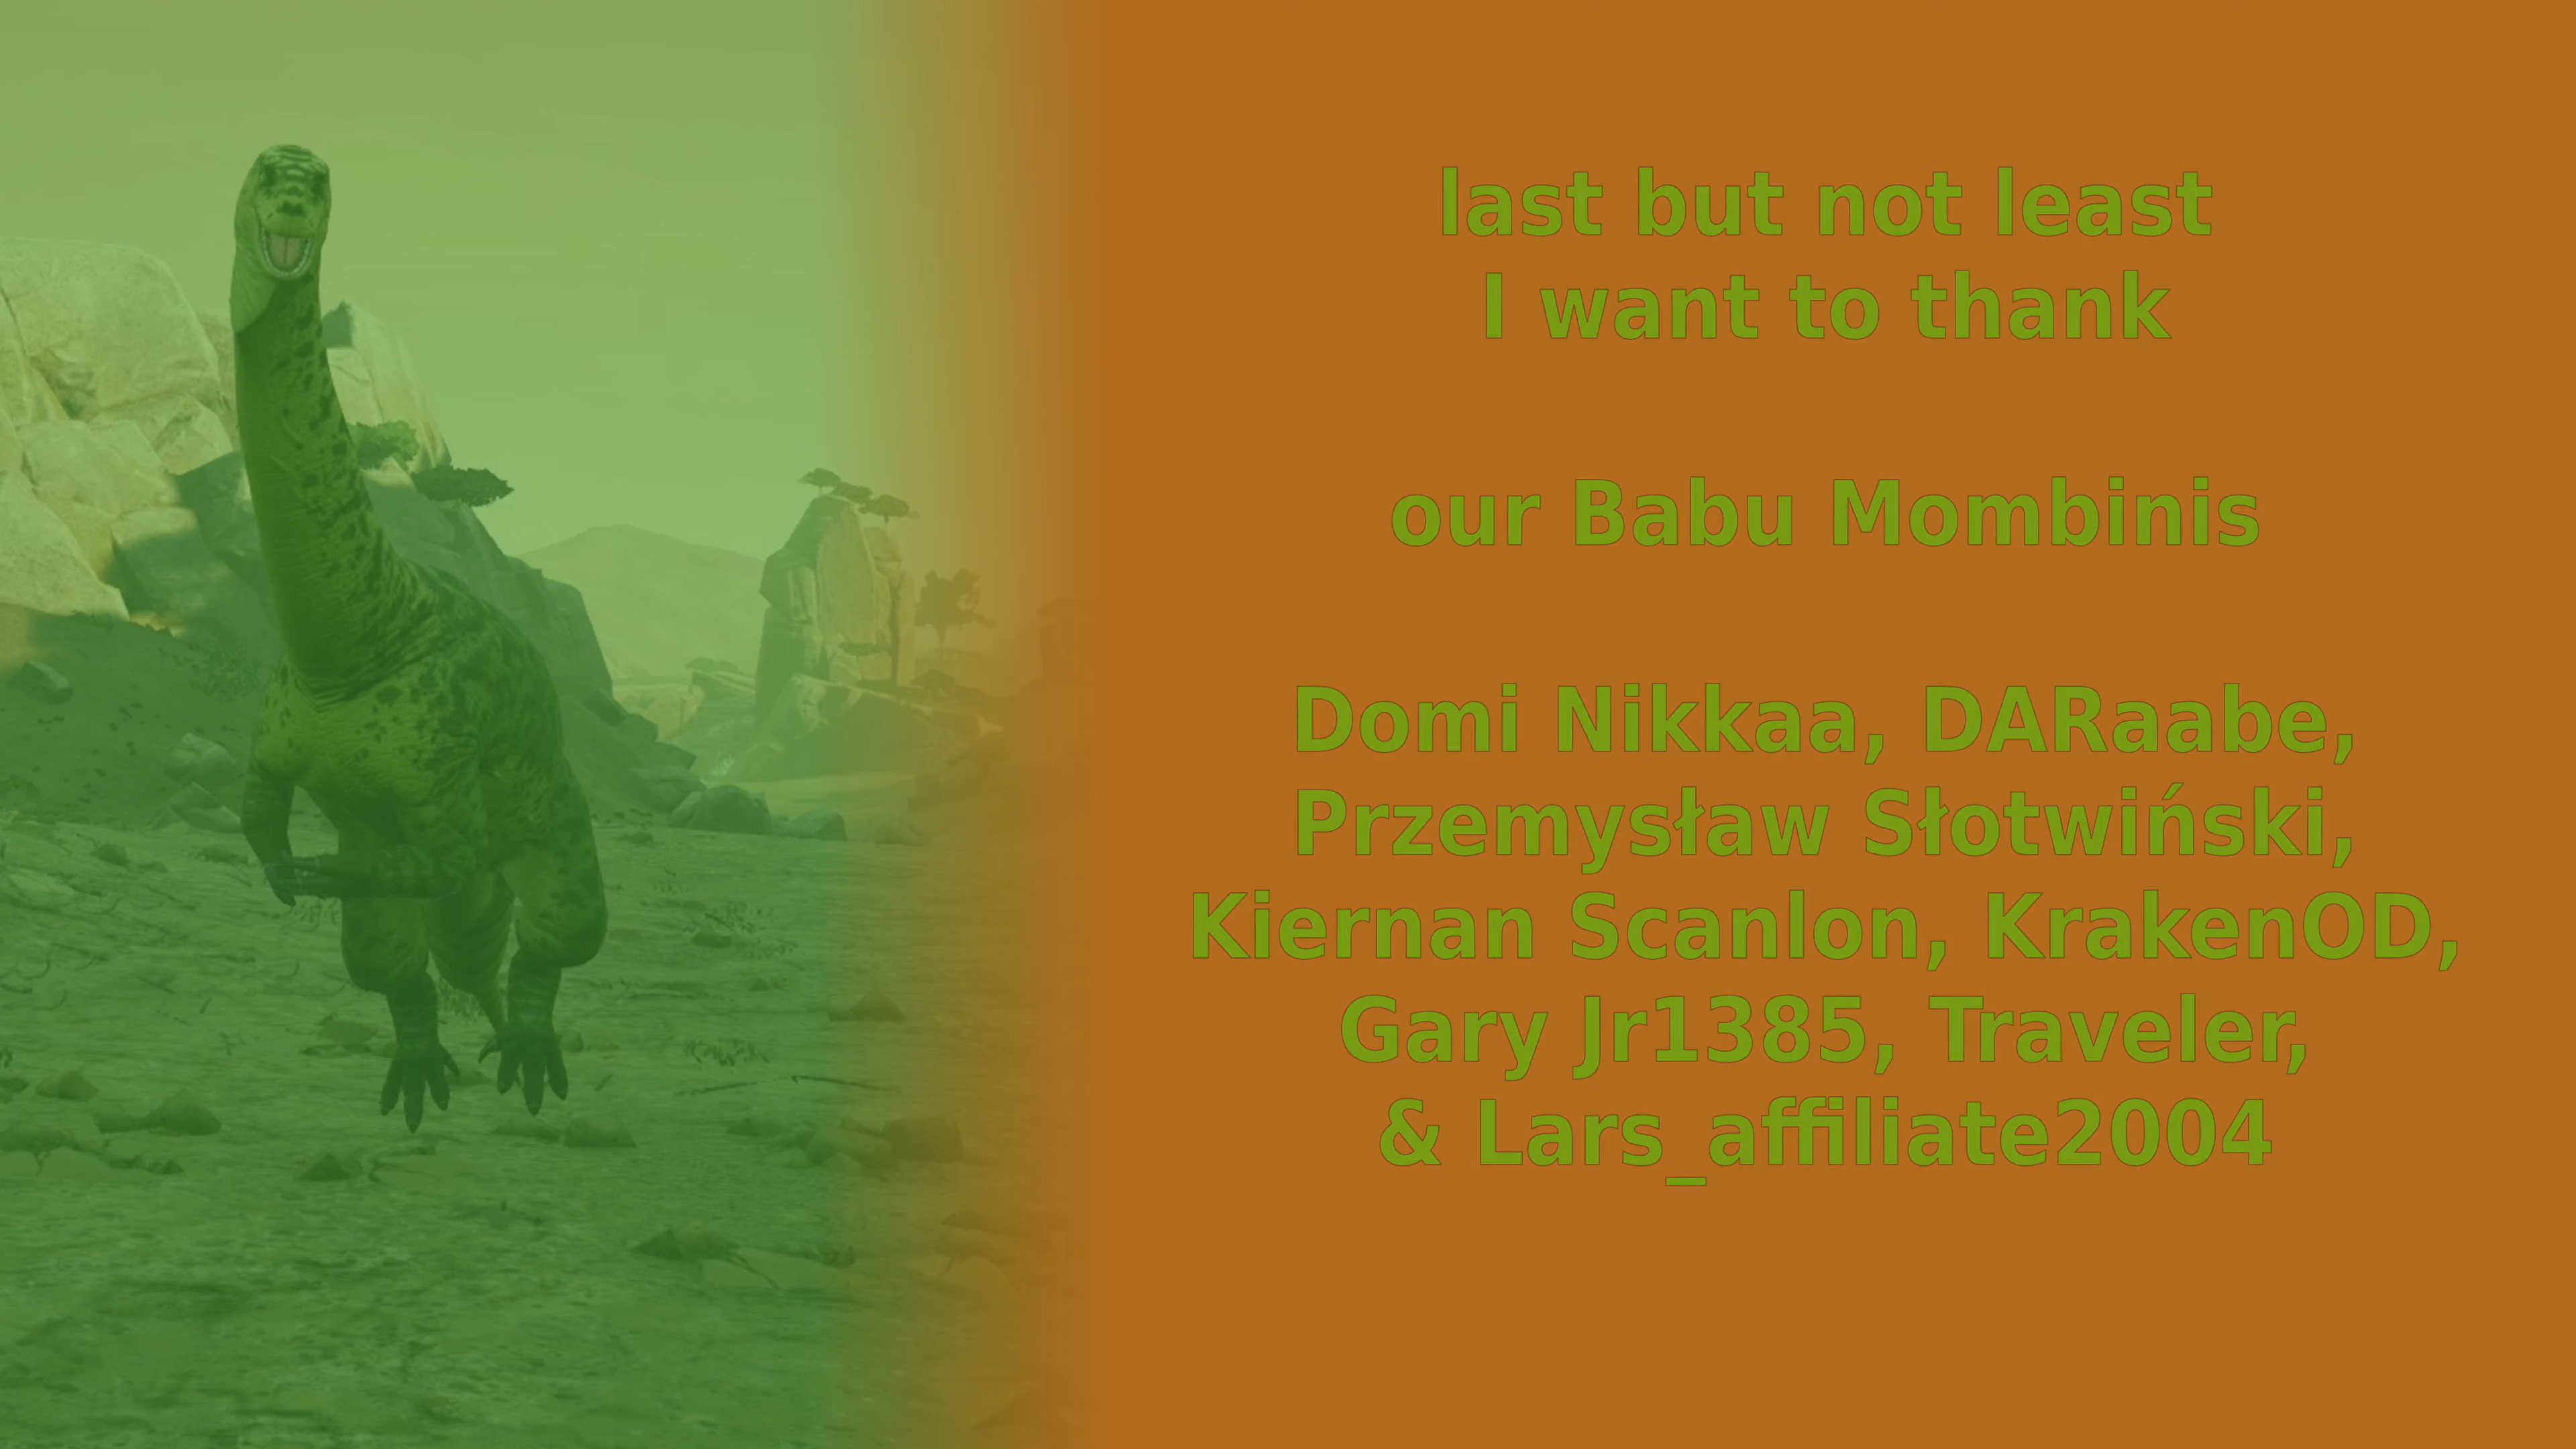 last but not least
I want to thank
our Babu Mombinis
Domi Nikkaa, DARaabe,
Przemysław Słotwiński,
Kiernan Scanlon, KrakenOD,
Gary Jr1385, Traveler,
& Lars_affiliate2004